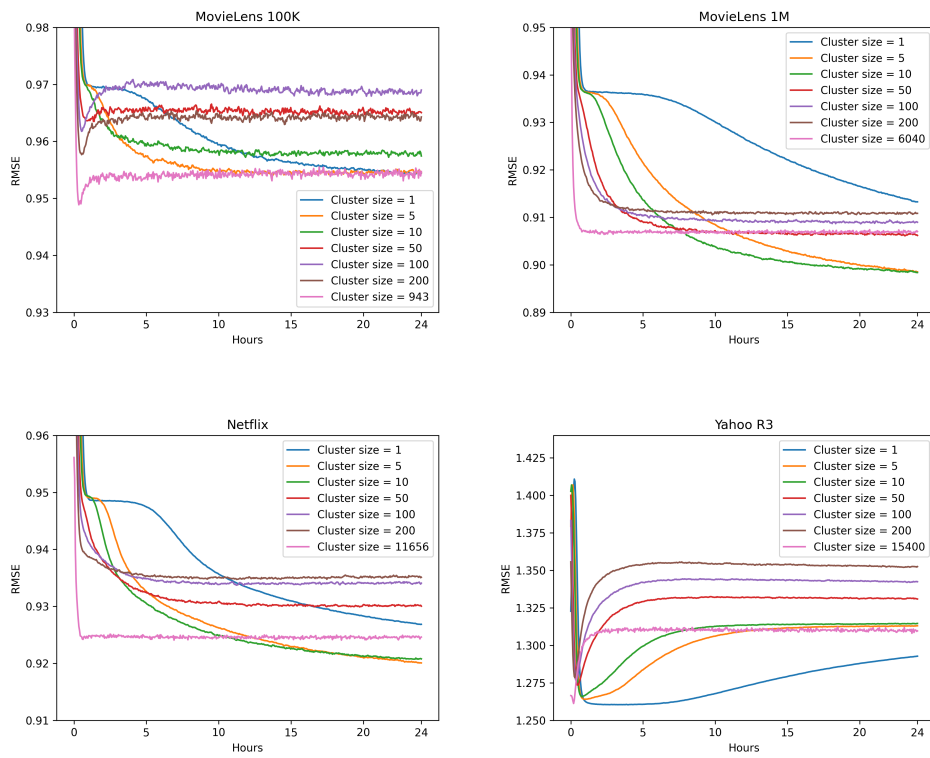 MovieLens 100K
0.98
0.97
0.96
0.95
0.94
0.93
RMSE
Cluster size = 1
Cluster size = 5
Cluster size = 10
Cluster size = 50
Cluster size = 100
Cluster size = 200
Cluster size = 943
0 5 10 15 20 24
Hours
MovieLens 1M
0.95
0.94
0.93
0.92
0.91
0.90
0.89
RMSE
Cluster size = 1
Cluster size = 5
Cluster size = 10
Cluster size = 50
Cluster size = 100
Cluster size = 200
Cluster size = 6040
0 5 10 15 20 24
Hours
Netflix
0.96
0.95
0.94
0.93
0.92
0.91
RMSE
Cluster size = 1
Cluster size = 5
Cluster size = 10
Cluster size = 50
Cluster size = 100
Cluster size = 200
Cluster size = 11656
0 5 10 15 20 24
Hours
Yahoo R3
1.425
1.400
1.375
1.350
1.325
1.300
1.275
1.250
RMSE
Cluster size = 1
Cluster size = 5
Cluster size = 10
Cluster size = 50
Cluster size = 100
Cluster size = 200
Cluster size = 15400
0 5 10 15 20 24
Hours